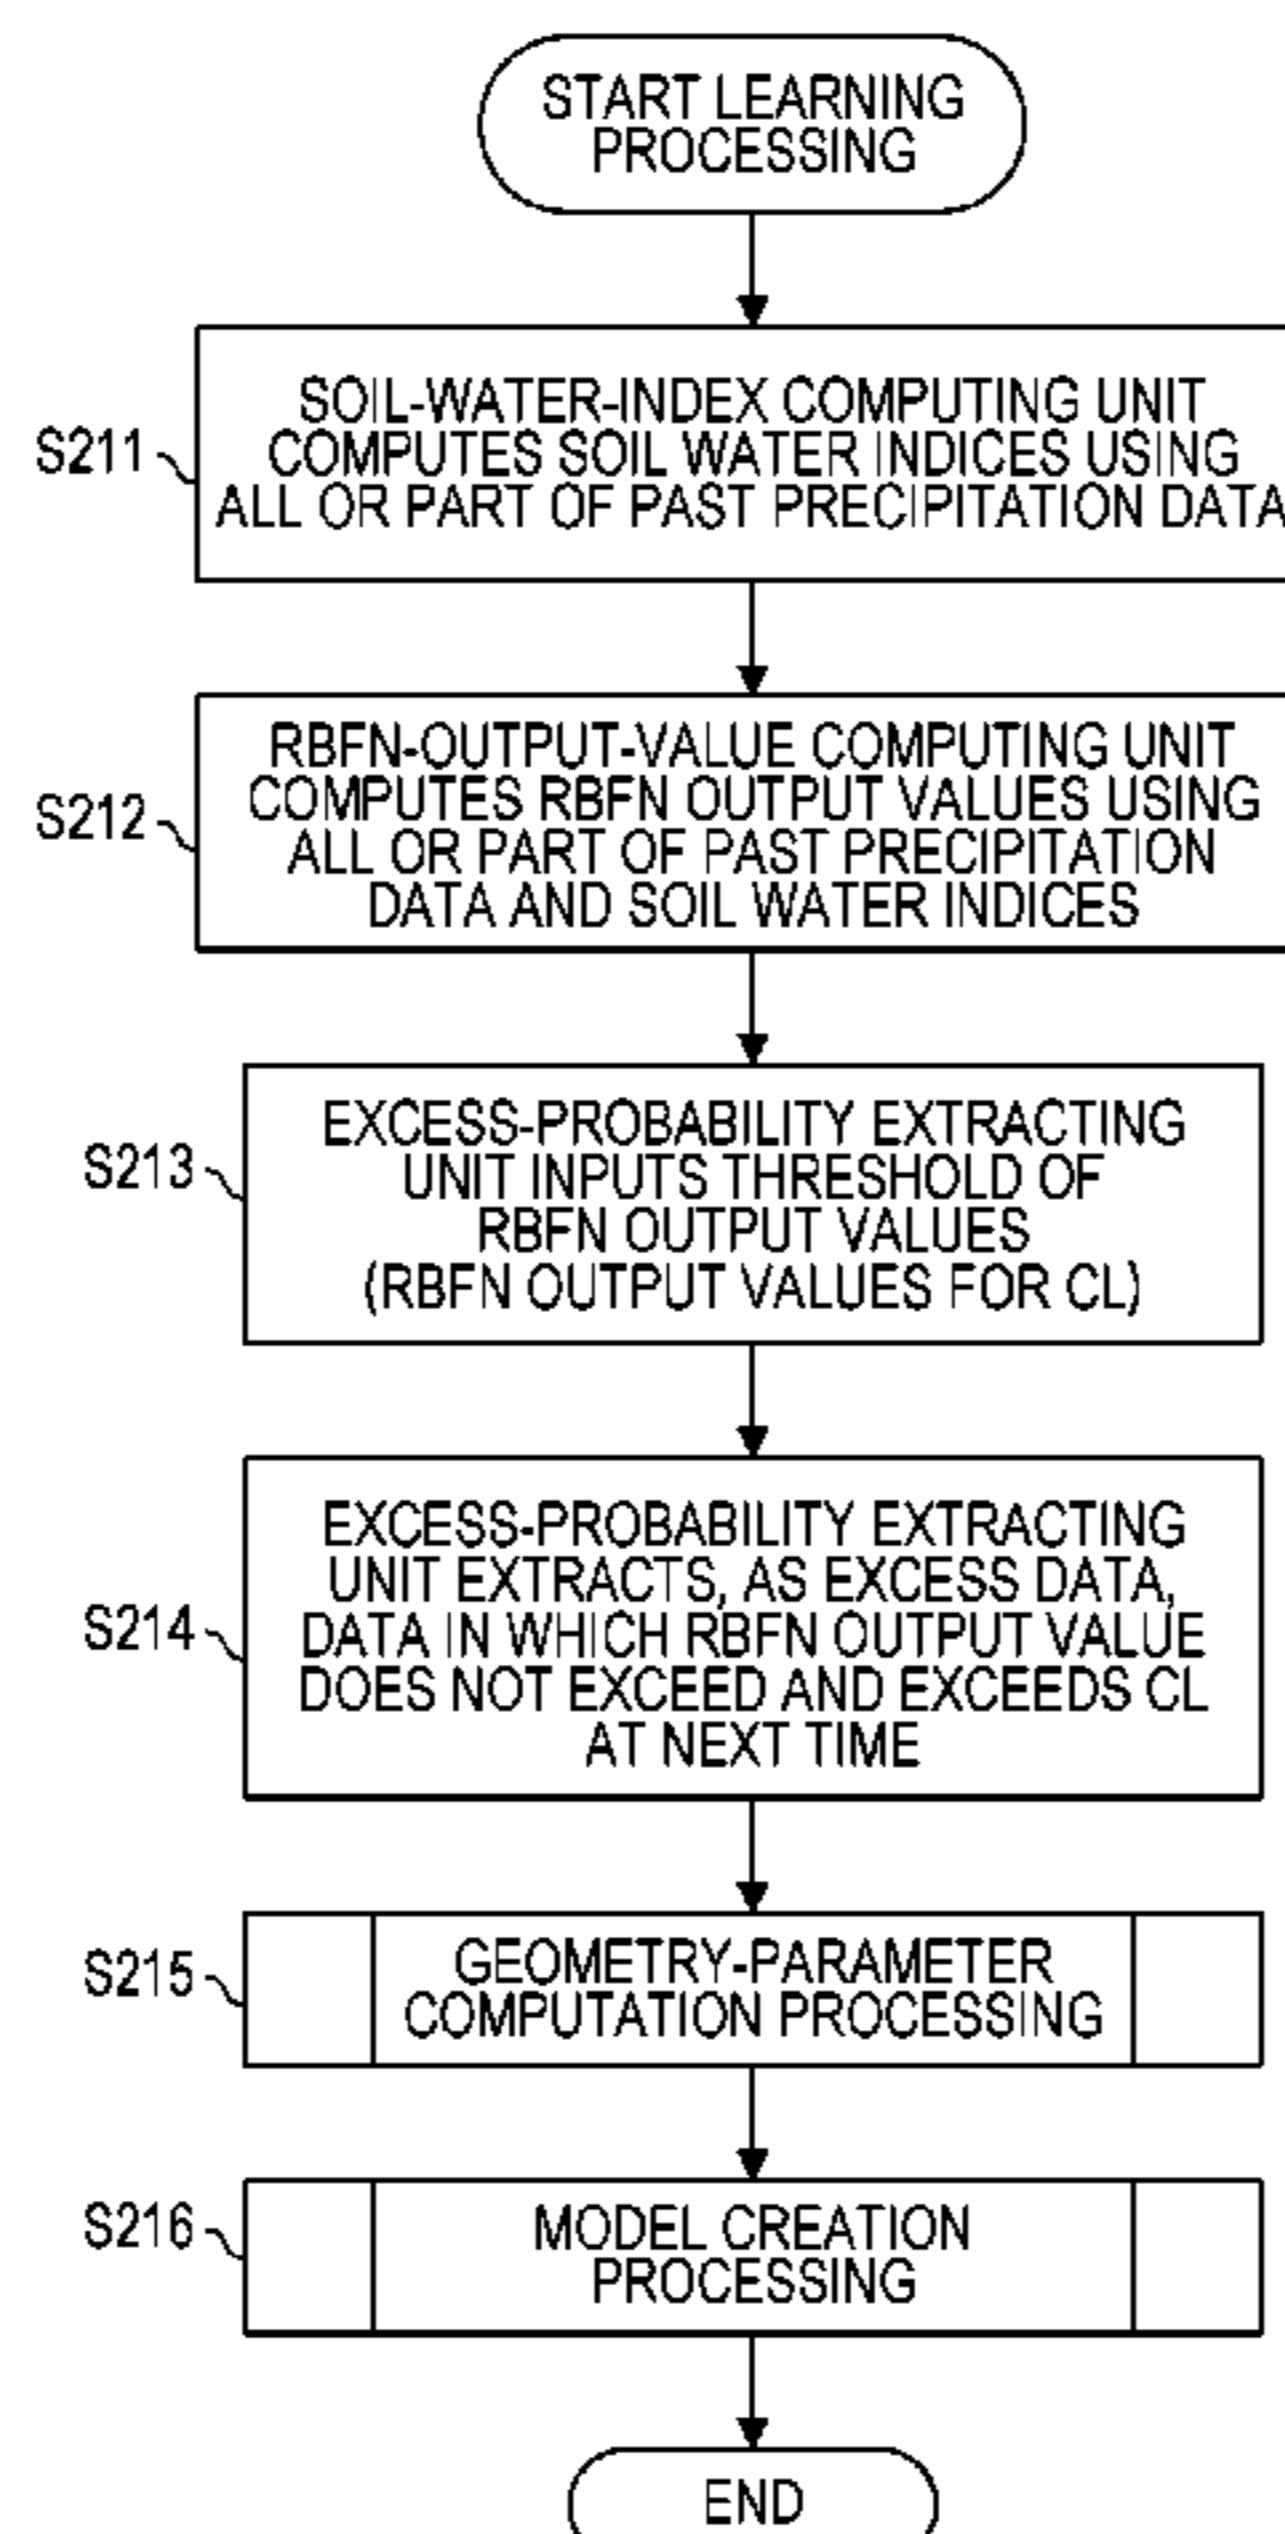 START LEARNING
PROCESSING
S211
SOIL-WATER-INDEX COMPUTING UNIT
COMPUTES SOIL WATER INDICES USING
ALL OR PART OF PAST PRECIPITATION DATA
S212
RBFN-OUTPUT-VALUE COMPUTING UNIT
COMPUTES RBFN OUTPUT VALUES USING
ALL OR PART OF PAST PRECIPITATION
DATA AND SOIL WATER INDICES
S213
EXCESS-PROBABILITY EXTRACTING
UNIT INPUTS THRESHOLD OF
RBFN OUTPUT VALUES
(RBFN OUTPUT VALUES FOR CL)
S214
EXCESS-PROBABILITY EXTRACTING
UNIT EXTRACTS, AS EXCESS DATA,
DATA IN WHICH RBFN OUTPUT VALUE
DOES NOT EXCEED AND EXCEEDS CL
AT NEXT TIME
S215
GEOMETRY-PARAMETER
COMPUTATION PROCESSING
S216
MODEL CREATION
PROCESSING
END